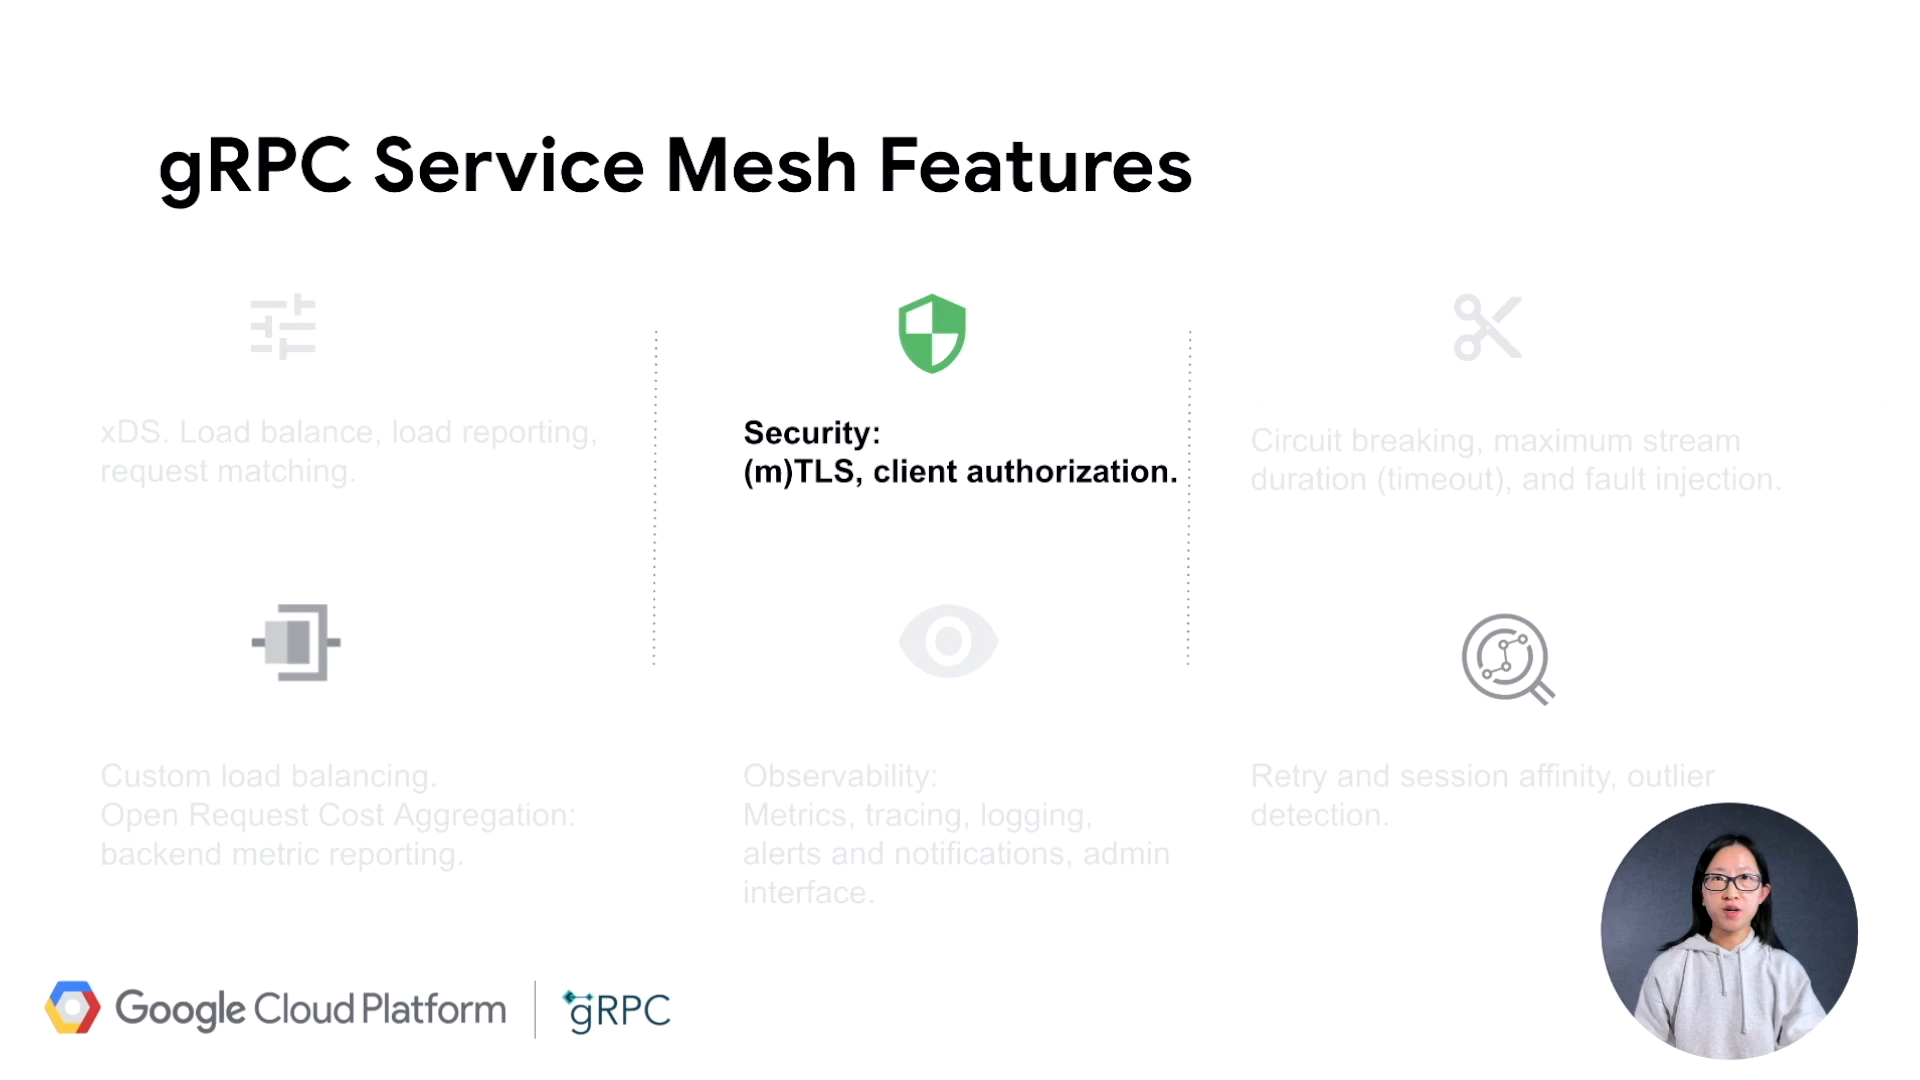 gRPC Service Mesh Features
xDS. Load balance, load reporting,
request matching.
Security:
(m)TLS, client authorization.
Circuit breaking, maximum stream
duration (timeout), and fault injection.
Custom load balancing.
Open Request Cost Aggregation:
backend metric reporting.
Observability:
Metrics, tracing, logging,
alerts and notifications, admin
interface.
Retry and session affinity, outlier
detection.
Google Cloud Platform
gRPC